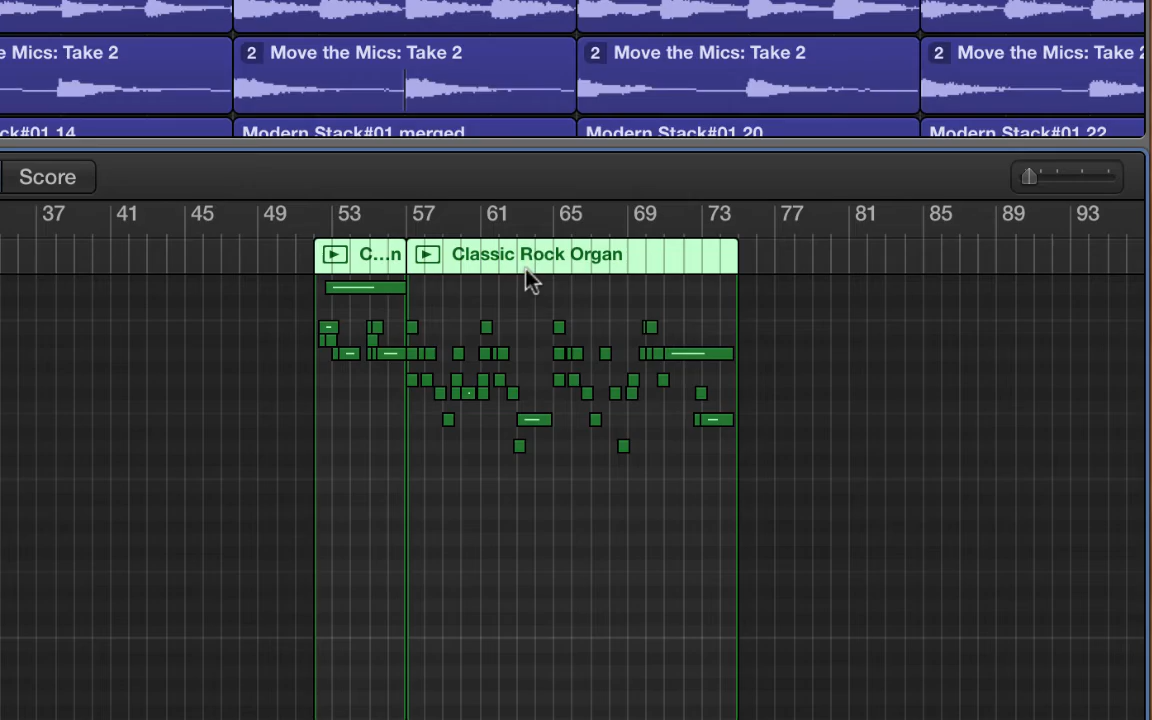 e Mics: Take 2
2 Move the Mics: Take 2
2 Move the Mics: Take 2
2 Move the Mics: Take 2
ck#01.14
Modern Stack#01.merged
Modern Stack#01.20
Modern Stack#01.22
Score
37 41 45 49 53 57 61 65 69 73 77 81 85 89 93
C...n
Classic Rock Organ